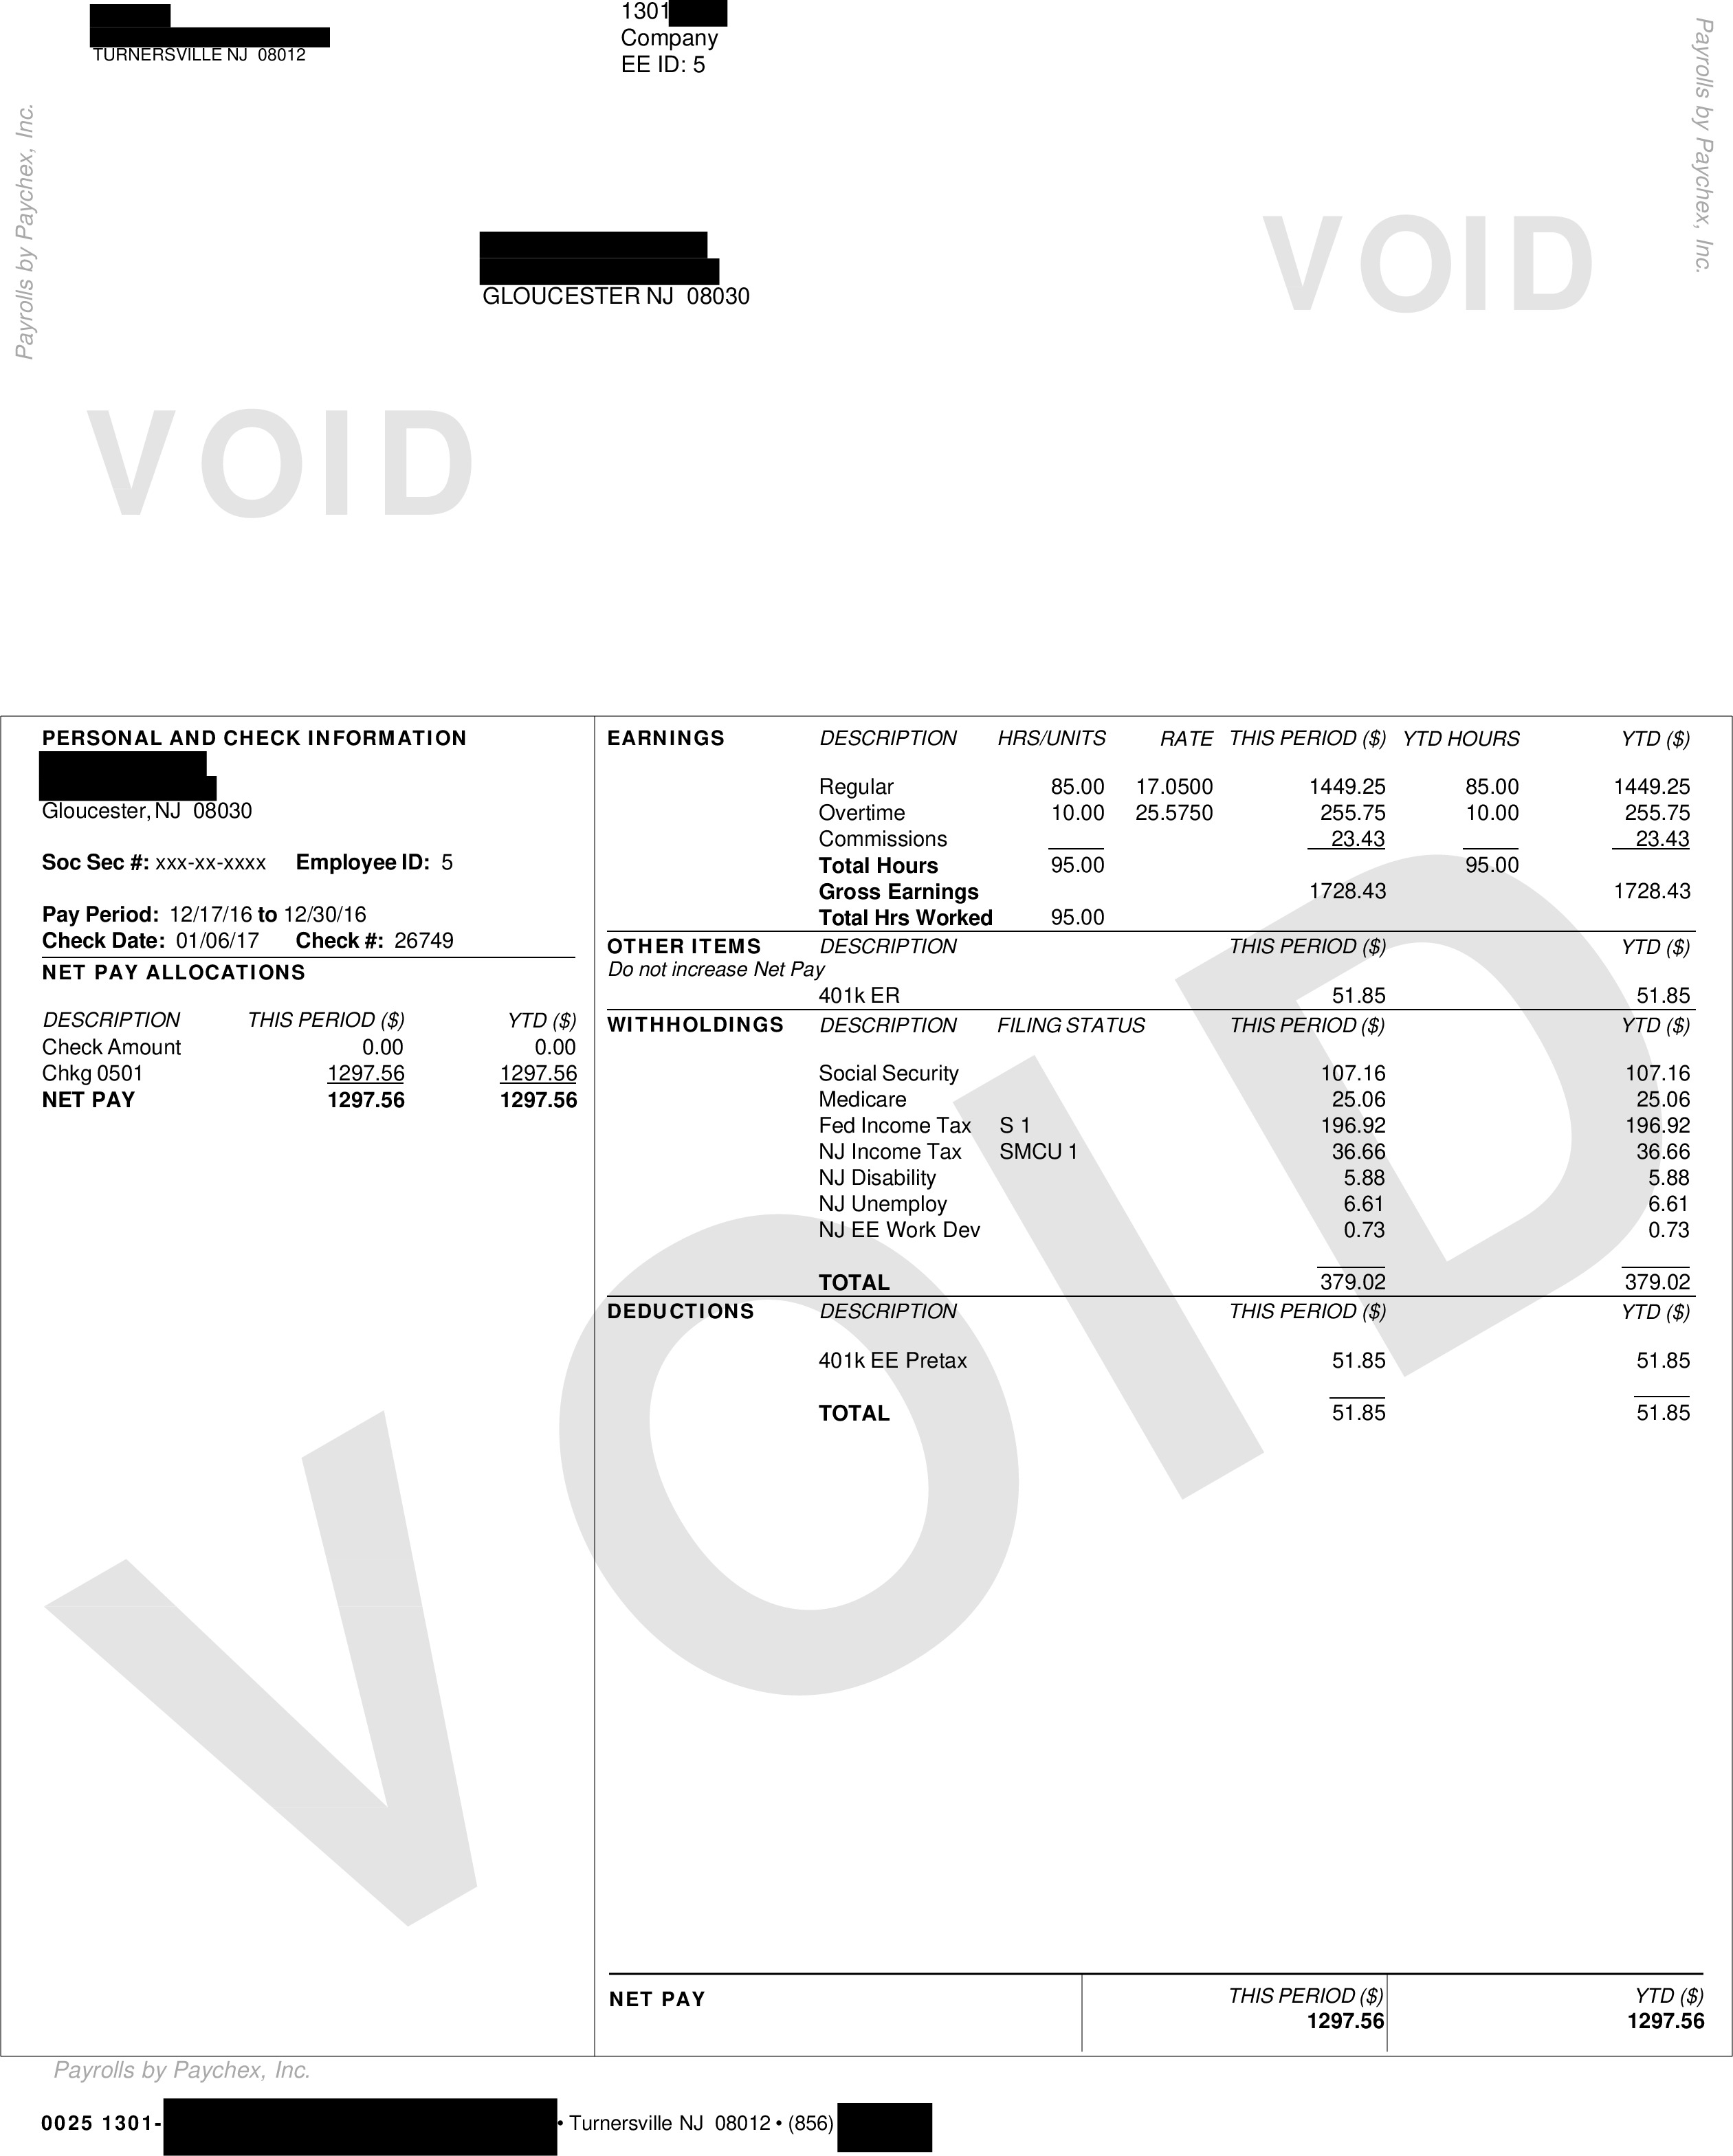 TURNERSVILLE NJ 08012
1301
Company
EE ID: 5
Payrolls by Paychex, Inc.
Payrolls by Paychex, Inc.
GLOUCESTER NJ 08030
VOID
VOID
PERSONAL AND CHECK INFORMATION
Gloucester, NJ 08030
Soc Sec #: xxx-xx-xxxx Employee ID: 5
Pay Period: 12/17/16 to 12/30/16
Check Date: 01/06/17 Check #: 26749
NET PAY ALLOCATIONS
DESCRIPTION THIS PERIOD ($) YTD ($)
Check Amount 0.00 0.00
Chkg 0501 1297.56 1297.56
NET PAY 1297.56 1297.56
EARNINGS DESCRIPTION HRS/UNITS RATE THIS PERIOD ($) YTD HOURS YTD ($)
Regular 85.00 17.0500 1449.25 85.00 1449.25
Overtime 10.00 25.5750 255.75 10.00 255.75
Commissions 23.43 23.43
Total Hours 95.00 95.00
Gross Earnings 1728.43 1728.43
Total Hrs Worked 95.00
OTHER ITEMS DESCRIPTION THIS PERIOD ($) YTD ($)
Do not increase Net Pay
401k ER 51.85 51.85
WITHHOLDINGS DESCRIPTION FILING STATUS THIS PERIOD ($) YTD ($)
Social Security 107.16 107.16
Medicare 25.06 25.06
Fed Income Tax S 1 196.92 196.92
NJ Income Tax SMCU 1 36.66 36.66
NJ Disability 5.88 5.88
NJ Unemploy 6.61 6.61
NJ EE Work Dev 0.73 0.73
TOTAL 379.02 379.02
DEDUCTIONS DESCRIPTION THIS PERIOD ($) YTD ($)
401k EE Pretax 51.85 51.85
TOTAL 51.85 51.85
VOID
NET PAY THIS PERIOD ($) YTD ($)
1297.56 1297.56
Payrolls by Paychex, Inc.
0025 1301- • Turnersville NJ 08012 • (856)